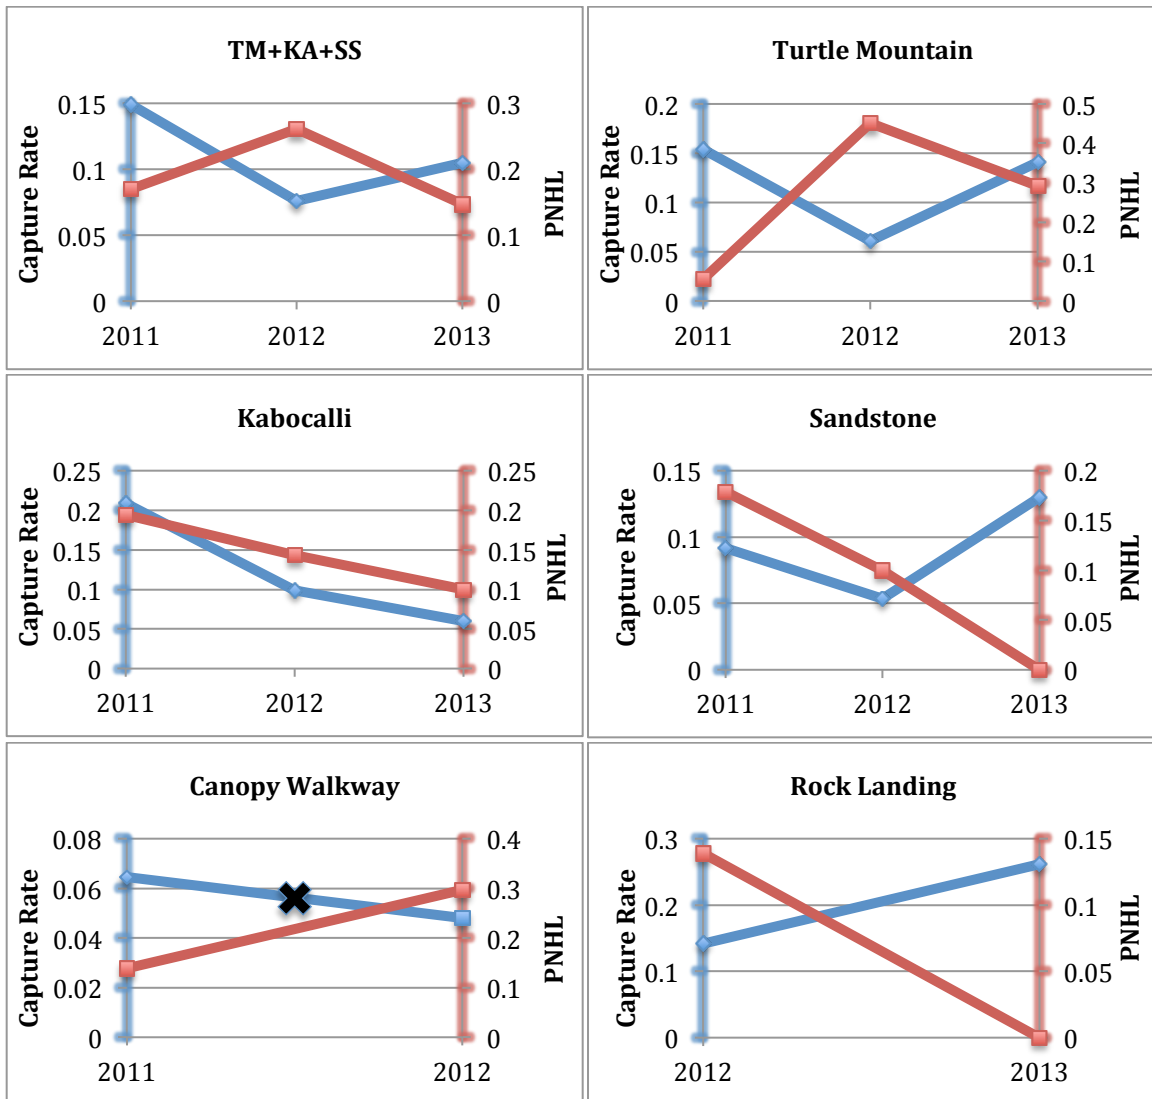 TM+KA+SS
Capture Rate
0.15
0.1
0.05
0
0.3
0.2
0.1
0
PNHL
2011 2012 2013
Turtle Mountain
Capture Rate
0.2
0.15
0.1
0.05
0
0.5
0.4
0.3
0.2
0.1
0
PNHL
2011 2012 2013
Kabocalli
Capture Rate
0.25
0.2
0.15
0.1
0.05
0
0.25
0.2
0.15
0.1
0.05
0
PNHL
2011 2012 2013
Sandstone
Capture Rate
0.15
0.1
0.05
0
0.2
0.15
0.1
0.05
0
PNHL
2011 2012 2013
Canopy Walkway
Capture Rate
0.08
0.06
0.04
0.02
0
0.4
0.3
0.2
0.1
0
PNHL
2011 2012
Rock Landing
Capture Rate
0.3
0.2
0.1
0
0.15
0.1
0.05
0
PNHL
2012 2013